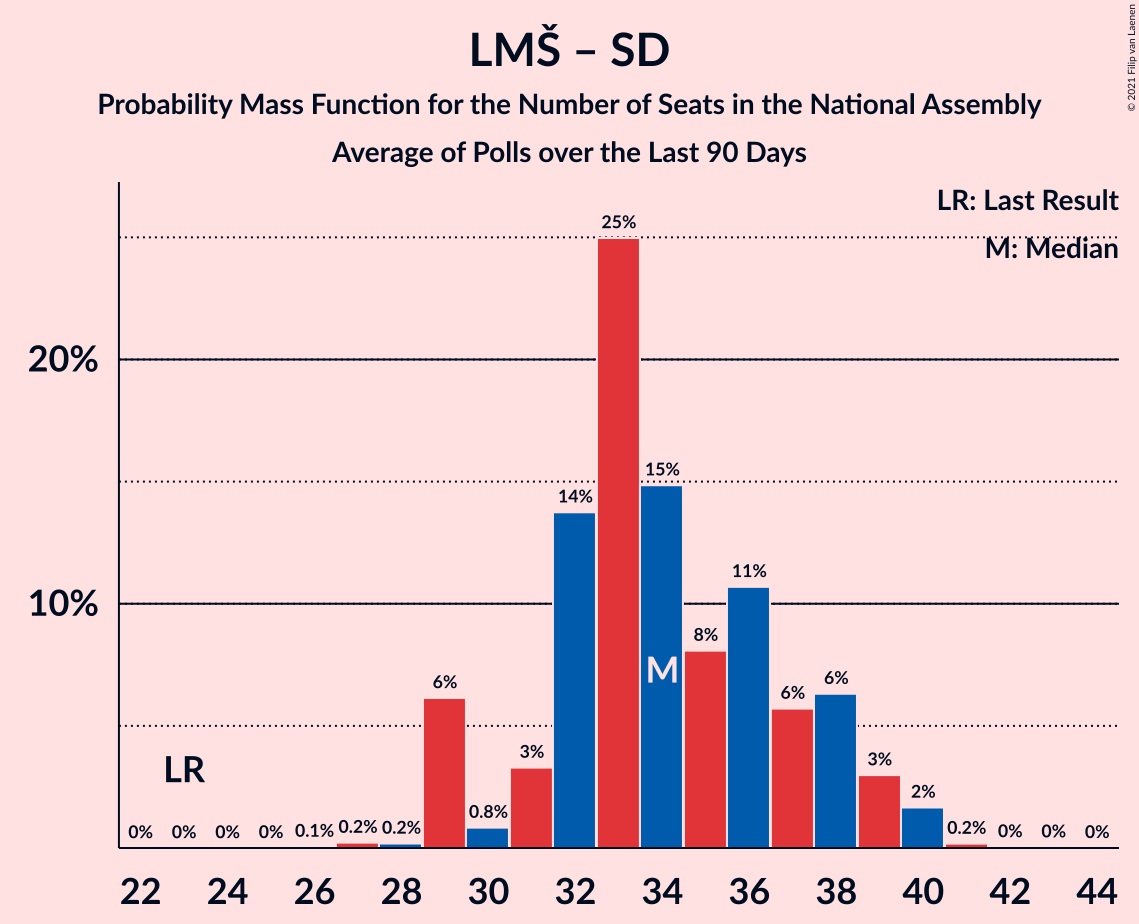 LMŠ – SD
Probability Mass Function for the Number of Seats in the National Assembly
Average of Polls over the Last 90 Days
© 2021 Filip van Laenen
LR: Last Result
M: Median
25%
20%
15%
14%
11%
10%
8%
M
6%
6%
6%
3%
LR
3%
2%
0.8%
0% 0% 0% 0% 0.1% 0.2% 0.2% 0.2% 0% 0% 0%
22 24 26 28 30 32 34 36 38 40 42 44